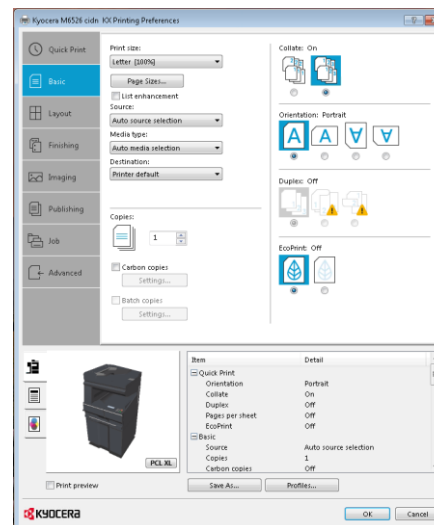 Kyocera M6526 cidn KX Printing Preferences
Quick Print
Basic
Layout
Finishing
Imaging
Publishing
Job
Advanced
Print size:
Letter [100%]
Page Sizes...
List enhancement
Source:
Auto source selection
Media type:
Auto media selection
Destination:
Printer default
Copies:
1
Carbon copies
Settings...
Batch copies
Settings...
Collate: On
1 1
Orientation: Portrait
A A A A
Duplex: Off
EcoPrint: Off
PCL XL
Print preview
Item Detail
Quick Print
Orientation Portrait
Collate On
Duplex Off
Pages per sheet Off
EcoPrint Off
Basic
Source Auto source selection
Copies 1
Carbon copies Off
Save As... Profiles...
KYOCERA
OK Cancel